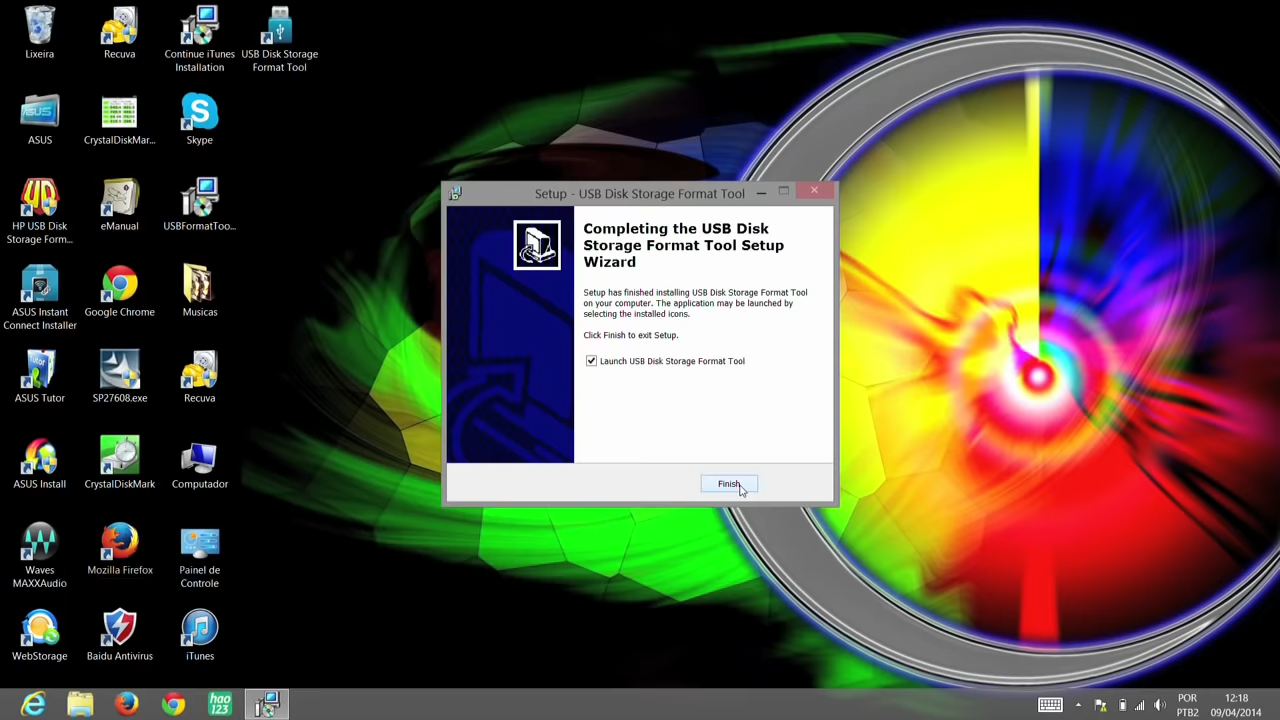 Lixeira
Recuva
Continue iTunes
Installation
USB Disk Storage
Format Tool
ASUS
ASUS
CrystalDiskMar...
Skype
HP USB Disk
Storage Form...
eManual
USBFormatToo...
ASUS Instant
Connect Installer
Google Chrome
Musicas
Tutor
ASUS Tutor
SP27608.exe
Recuva
ASUS Install
CrystalDiskMark
Computador
Waves
MAXXAudio
Mozilla Firefox
Painel de
Controle
WebStorage
Baidu Antivirus
iTunes
Setup - USB Disk Storage Format Tool
Completing the USB Disk
Storage Format Tool Setup
Wizard
Setup has finished installing USB Disk Storage Format Tool
on your computer. The application may be launched by
selecting the installed icons.
Click Finish to exit Setup.
Launch USB Disk Storage Format Tool
Finish
hao
123
POR
PTB2
12:18
09/04/2014